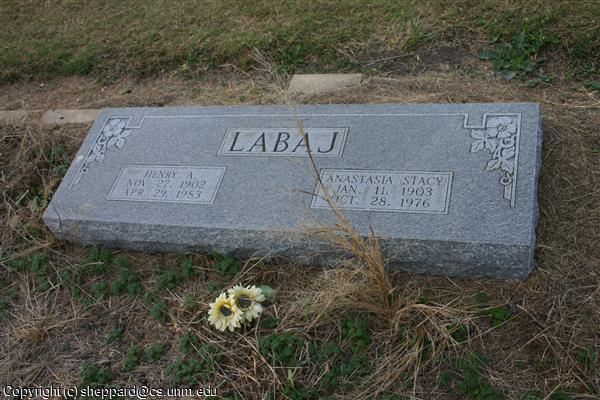 LABAJ
HENRY A.
NOV. 27, 1902
APR. 29, 1983
ANASTASIA (STACY)
JAN. 11, 1903
OCT. 28, 1976
Copyright (c) sheppard@cs.unm.edu